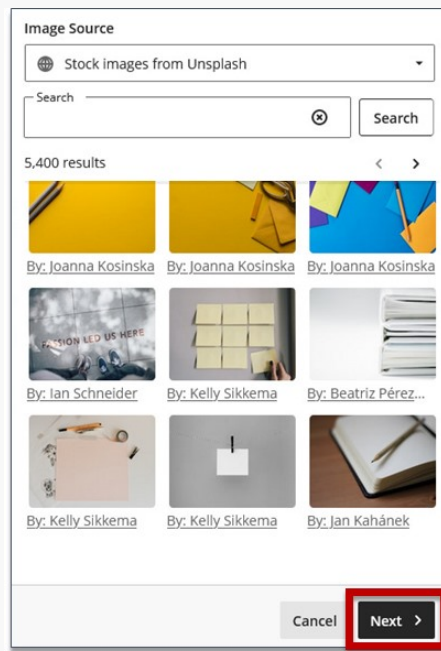 Image Source
Stock images from Unsplash
Search
Search
5,400 results
By: Joanna Kosinska By: Joanna Kosinska By: Joanna Kosinska
PASSION LED US HERE
By: Ian Schneider By: Kelly Sikkema By: Beatriz Pérez...
By: Kelly Sikkema By: Kelly Sikkema By: Jan Kahánek
Cancel Next